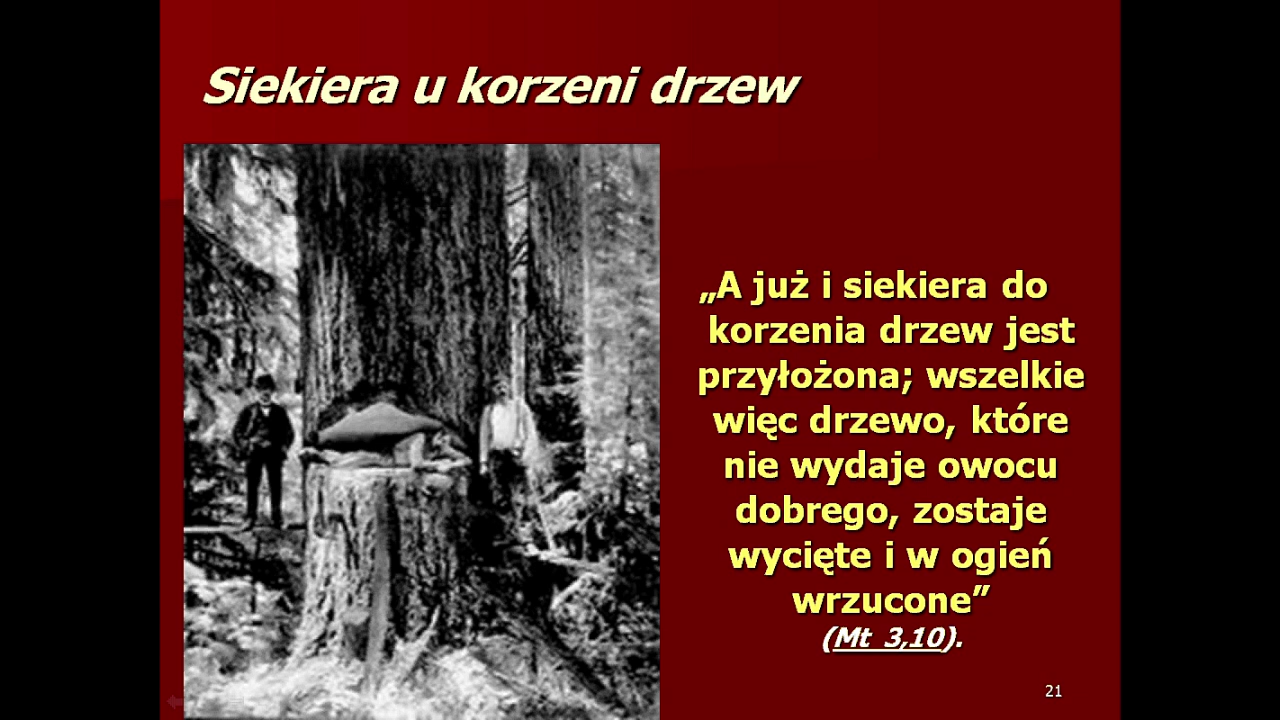 Siekiera u korzeni drzew
„A już i siekiera do
korzenia drzew jest
przyłożona; wszelkie
więc drzewo, które
nie wydaje owocu
dobrego, zostaje
wycięte i w ogień
wrzucone”
(Mt 3,10).
21